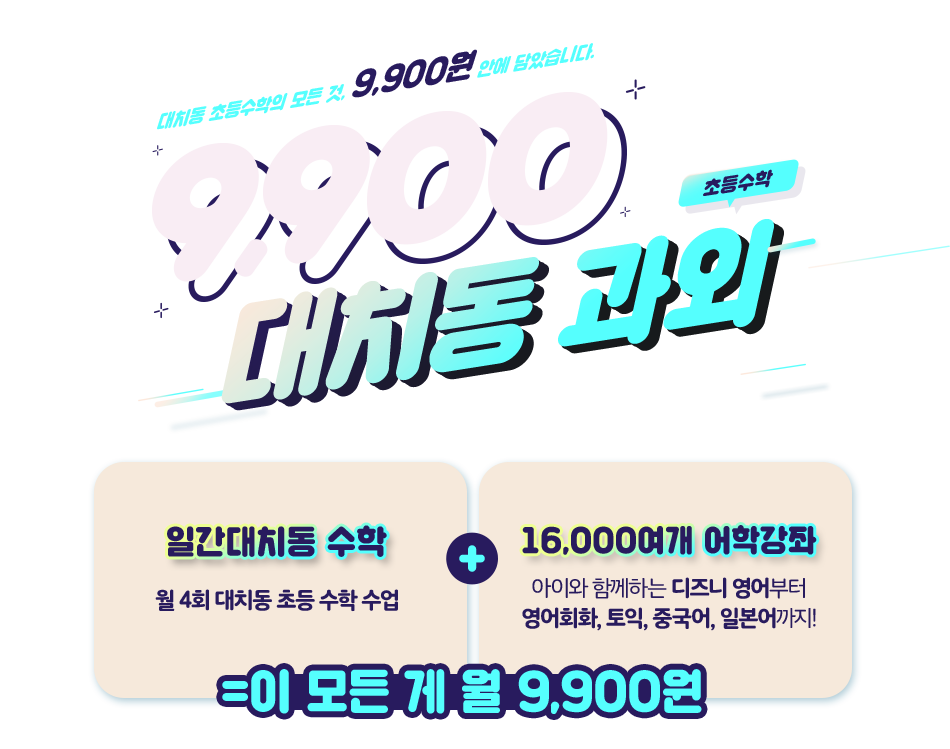 대치동 초등수학의 모든 것, 9,900원 안에 담았습니다.
9,900
초등수학
대치동 과외
일간대치동 수학
월 4회 대치동 초등 수학 수업
+
16,000여개 어학강좌
아이와 함께하는 디즈니 영어부터
영어회화, 토익, 중국어, 일본어까지!
=이 모든 게 월 9,900원